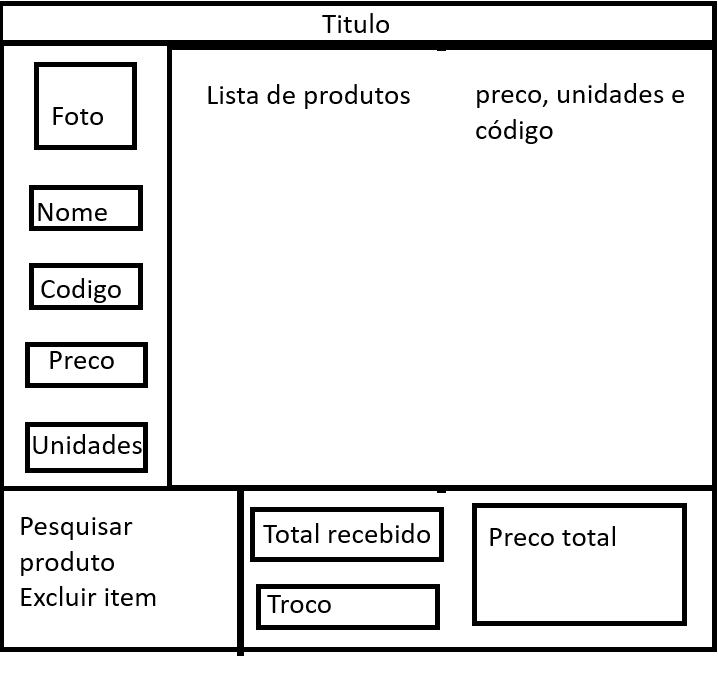 Titulo
Foto
Nome
Codigo
Preco
Unidades
Lista de produtos
preco, unidades e
código
Pesquisar
produto
Excluir item
Total recebido
Troco
Preco total